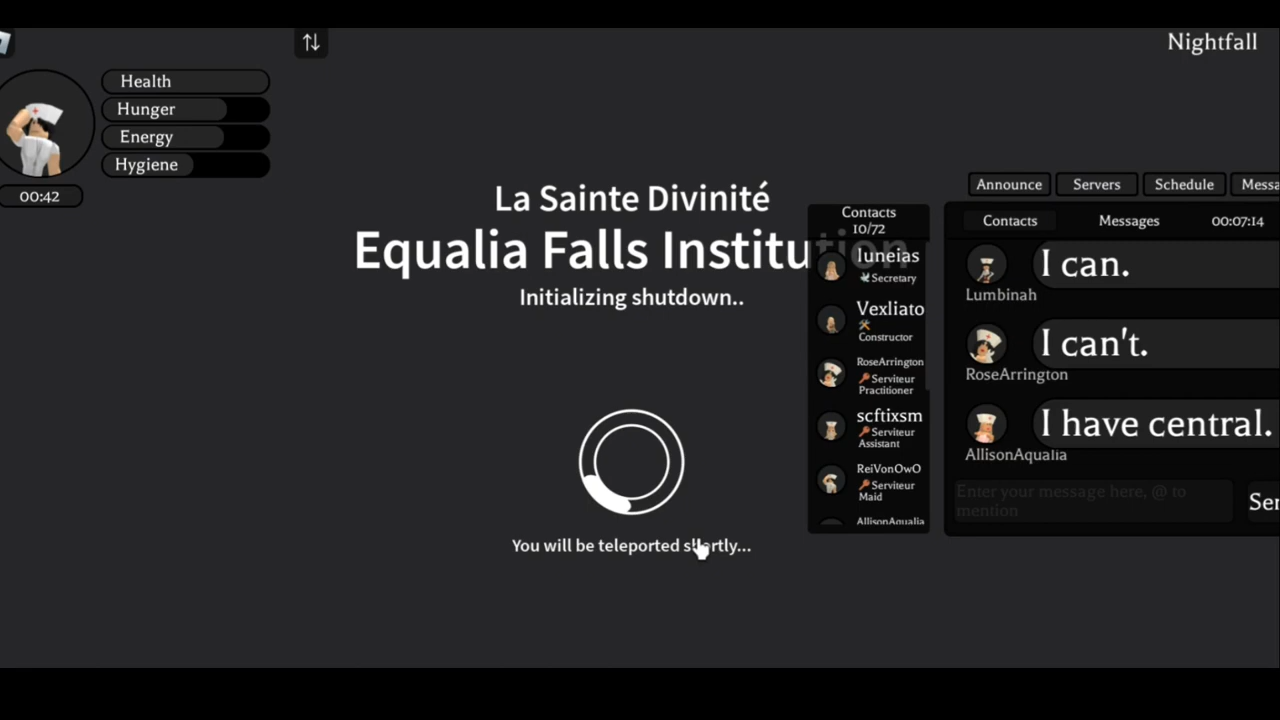 Nightfall
Health
Hunger
Energy
Hygiene
00:42
La Sainte Divinité
Equalia Falls Institution
Initializing shutdown..
You will be teleported shortly...
Contacts
10/72
luneias
Secretary
Vexliato
Constructor
RoseArrington
Serviteur
Practitioner
scftixsm
Serviteur
Assistant
ReiVonOwO
Serviteur
Maid
AllisonAqualia
Announce
Servers
Schedule
Messa
Contacts
Messages
00:07:14
I can.
Lumbinah
I can't.
RoseArrington
I have central.
AllisonAqualia
Enter your message here, @ to
mention
Ser